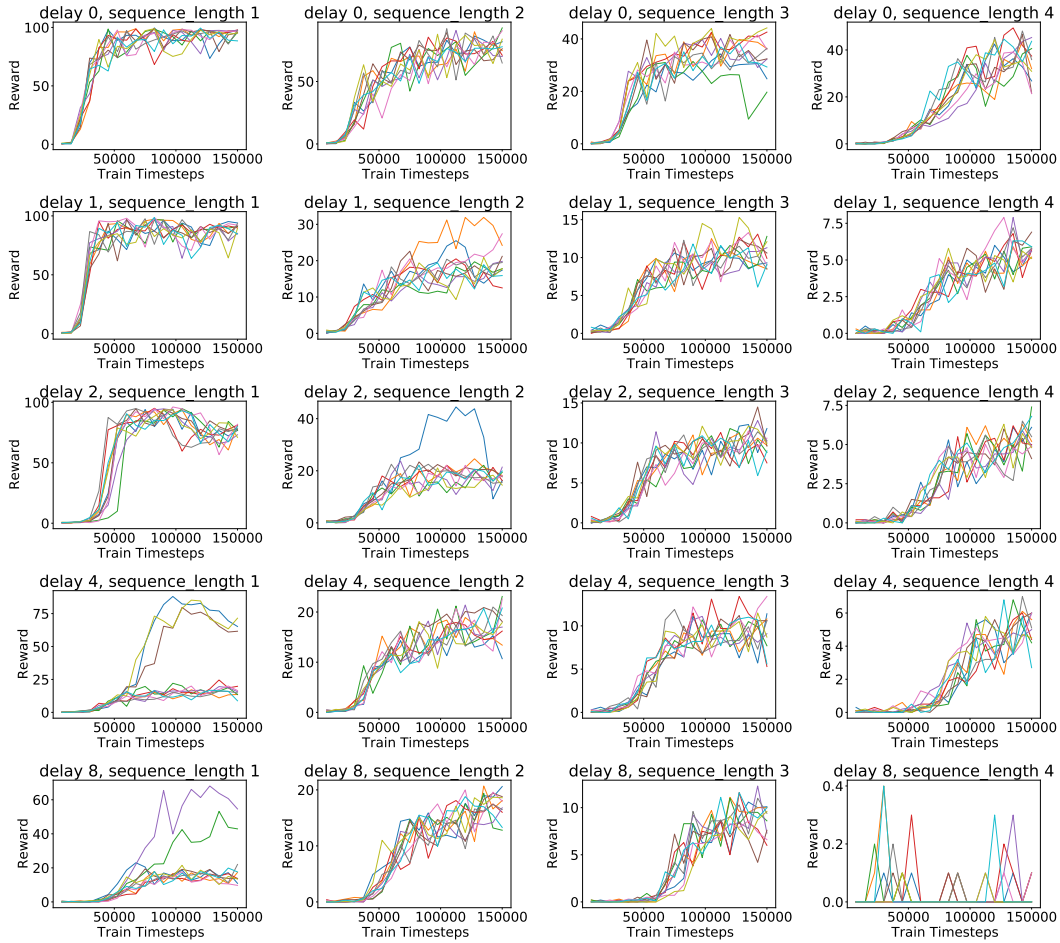 delay 0, sequence_length 1
delay 0, sequence_length 2
delay 0, sequence_length 3
delay 0, sequence_length 4
Reward
100
50
0
50000 100000 150000
Train Timesteps
Reward
50
0
50000 100000 150000
Train Timesteps
Reward
40
20
0
50000 100000 150000
Train Timesteps
Reward
40
20
0
50000 100000 150000
Train Timesteps
delay 1, sequence_length 1
delay 1, sequence_length 2
delay 1, sequence_length 3
delay 1, sequence_length 4
Reward
100
50
0
50000 100000 150000
Train Timesteps
Reward
30
20
10
0
50000 100000 150000
Train Timesteps
Reward
15
10
5
0
50000 100000 150000
Train Timesteps
Reward
7.5
5.0
2.5
0.0
50000 100000 150000
Train Timesteps
delay 2, sequence_length 1
delay 2, sequence_length 2
delay 2, sequence_length 3
delay 2, sequence_length 4
Reward
100
50
0
50000 100000 150000
Train Timesteps
Reward
40
20
0
50000 100000 150000
Train Timesteps
Reward
15
10
5
0
50000 100000 150000
Train Timesteps
Reward
7.5
5.0
2.5
0.0
50000 100000 150000
Train Timesteps
delay 4, sequence_length 1
delay 4, sequence_length 2
delay 4, sequence_length 3
delay 4, sequence_length 4
Reward
75
50
25
0
50000 100000 150000
Train Timesteps
Reward
20
10
0
50000 100000 150000
Train Timesteps
Reward
10
5
0
50000 100000 150000
Train Timesteps
Reward
6
4
2
0
50000 100000 150000
Train Timesteps
delay 8, sequence_length 1
delay 8, sequence_length 2
delay 8, sequence_length 3
delay 8, sequence_length 4
Reward
60
40
20
0
50000 100000 150000
Train Timesteps
Reward
20
10
0
50000 100000 150000
Train Timesteps
Reward
10
5
0
50000 100000 150000
Train Timesteps
Reward
0.4
0.2
0.0
50000 100000 150000
Train Timesteps